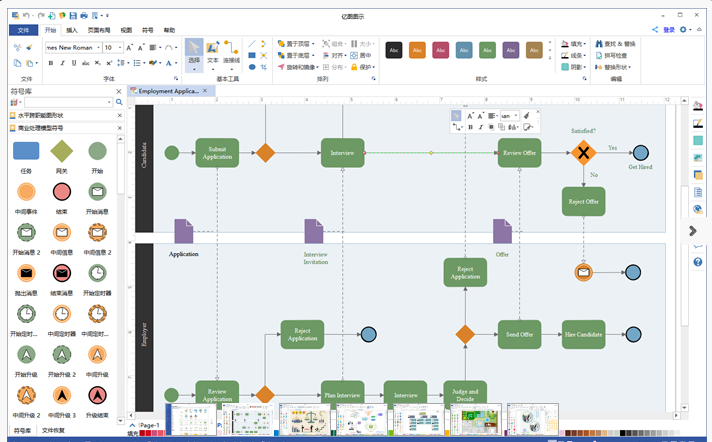 亿图图示
登录
文件
开始
插入
页面布局
视图
符号
帮助
mes New Roman
10
选择
文本
连接线
置于顶层
组合
大小
置于底层
对齐
居中
旋转和镜像
分布
保护
Abc Abc Abc Abc Abc Abc Abc
填充
线条
阴影
查找 & 替换
拼写检查
替换形状
文件
字体
基本工具
排列
样式
编辑
符号库
Employment Applica...
水平跨职能图形状
商业处理模型符号
任务
网关
开始
中间事件
结束
开始消息
开始消息 2
中间信息
中间信息 2
抛出消息
结束消息
开始定时器
开始定时...
中间定时器
中间定时...
开始升级
开始升级 2
中间升级
中间升级 2
中间升级 3
升级结束
符号库
文件恢复
Candidate
Submit
Application
Interview
Review Offer
Satisfied?
Yes
No
Get Hired
Reject Offer
Application
Interview
Invitation
Offer
Employer
Reject
Application
Reject
Application
Send Offer
Hire Candidate
Review
Application
Plan Interview
Interview
Judge and
Decide
Page-1
填充